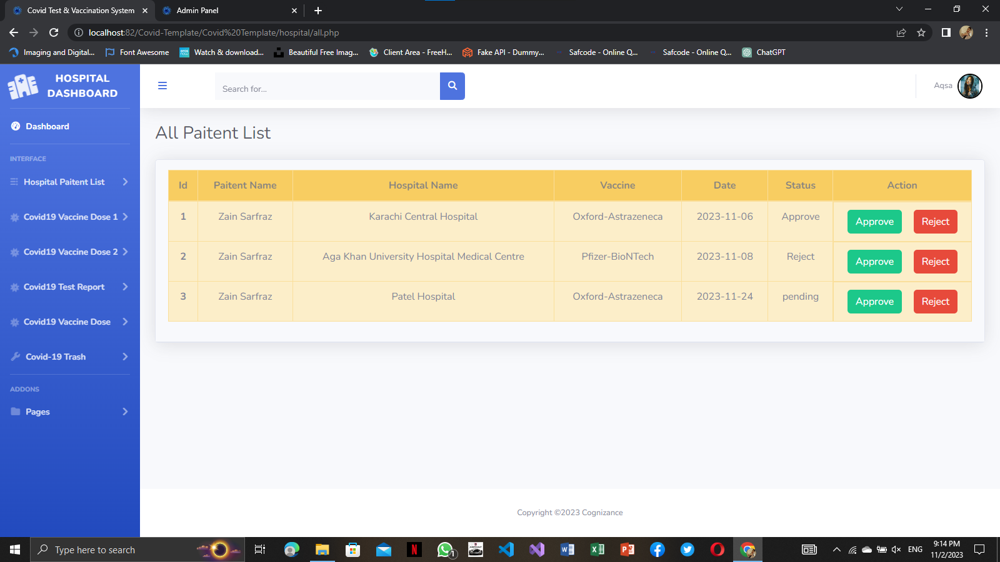 Covid Test & Vaccination System
Admin Panel
localhost:82/Covid-Template/Covid%20Template/hospital/all.php
Imaging and Digital...
Font Awesome
Watch & download...
Beautiful Free Imag...
Client Area - FreeH...
Fake API - Dummy...
Safcode - Online Q...
Safcode - Online Q...
ChatGPT
HOSPITAL
DASHBOARD
Search for...
Aqsa
Dashboard
INTERFACE
Hospital Paitent List
Covid19 Vaccine Dose 1
Covid19 Vaccine Dose 2
Covid19 Test Report
Covid19 Vaccine Dose
Covid-19 Trash
ADDONS
Pages
All Paitent List
Id Paitent Name Hospital Name Vaccine Date Status Action
1 Zain Sarfraz Karachi Central Hospital Oxford-Astrazeneca 2023-11-06 Approve Approve Reject
2 Zain Sarfraz Aga Khan University Hospital Medical Centre Pfizer-BioNTech 2023-11-08 Reject Approve Reject
3 Zain Sarfraz Patel Hospital Oxford-Astrazeneca 2023-11-24 pending Approve Reject
Copyright ©2023 Cognizance
Type here to search
1
ENG
9:14 PM
11/2/2023